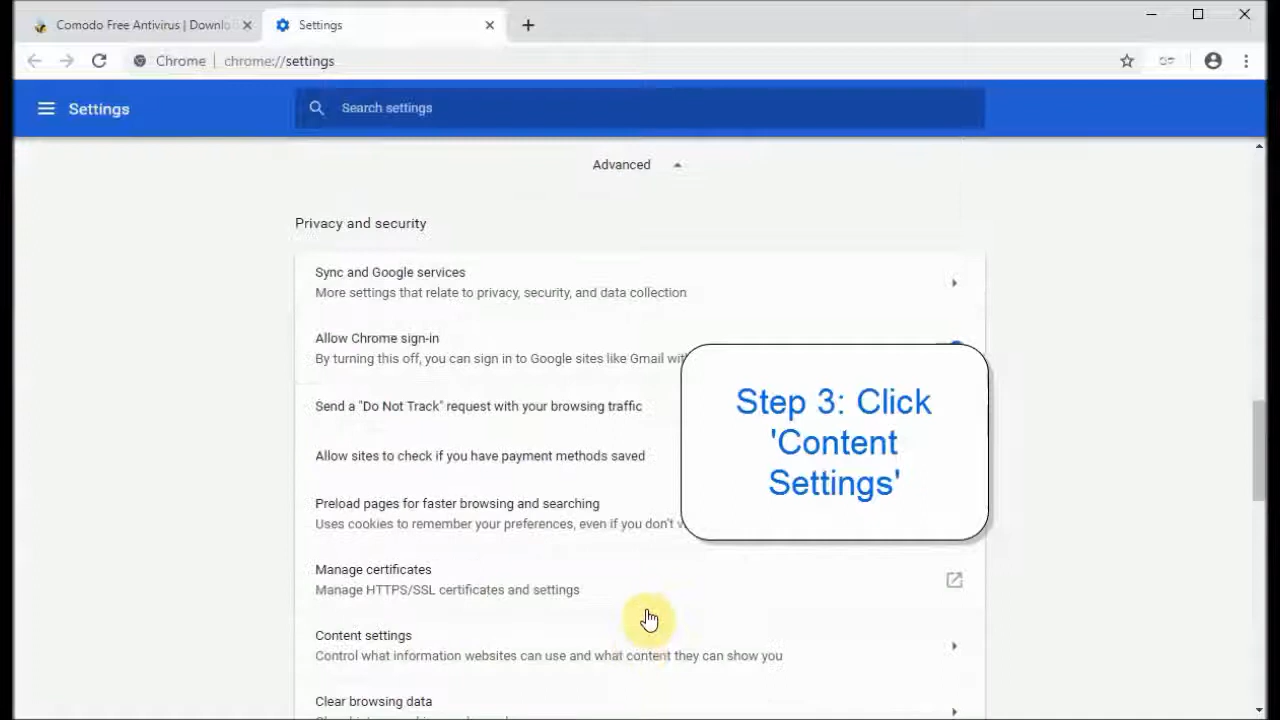 Comodo Free Antivirus | Downlo
Settings
Chrome
chrome://settings
Settings
Search settings
Advanced
Privacy and security
Sync and Google services
More settings that relate to privacy, security, and data collection
Allow Chrome sign-in
By turning this off, you can sign in to Google sites like Gmail
Send a "Do Not Track" request with your browsing traffic
Allow sites to check if you have payment methods saved
Preload pages for faster browsing and searching
Uses cookies to remember your preferences, even if you don't
Step 3: Click
'Content
Settings'
Manage certificates
Manage HTTPS/SSL certificates and settings
Content settings
Control what information websites can use and what content they can show you
Clear browsing data